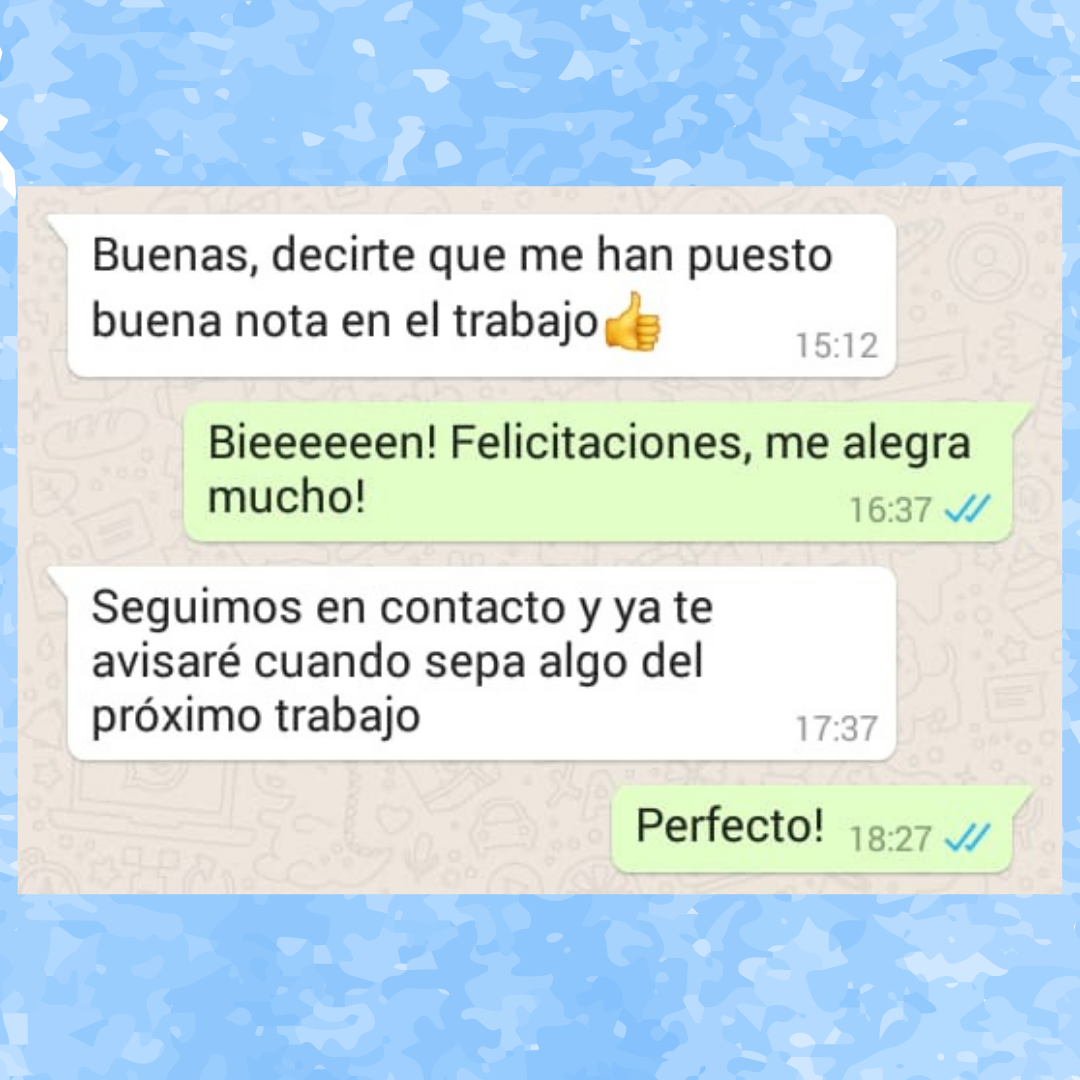 Buenas, decirte que me han puesto
buena nota en el trabajo👍
15:12
Bieeeeeen! Felicitaciones, me alegra
mucho!
16:37
Seguimos en contacto y ya te
avisaré cuando sepa algo del
próximo trabajo
17:37
Perfecto! 18:27